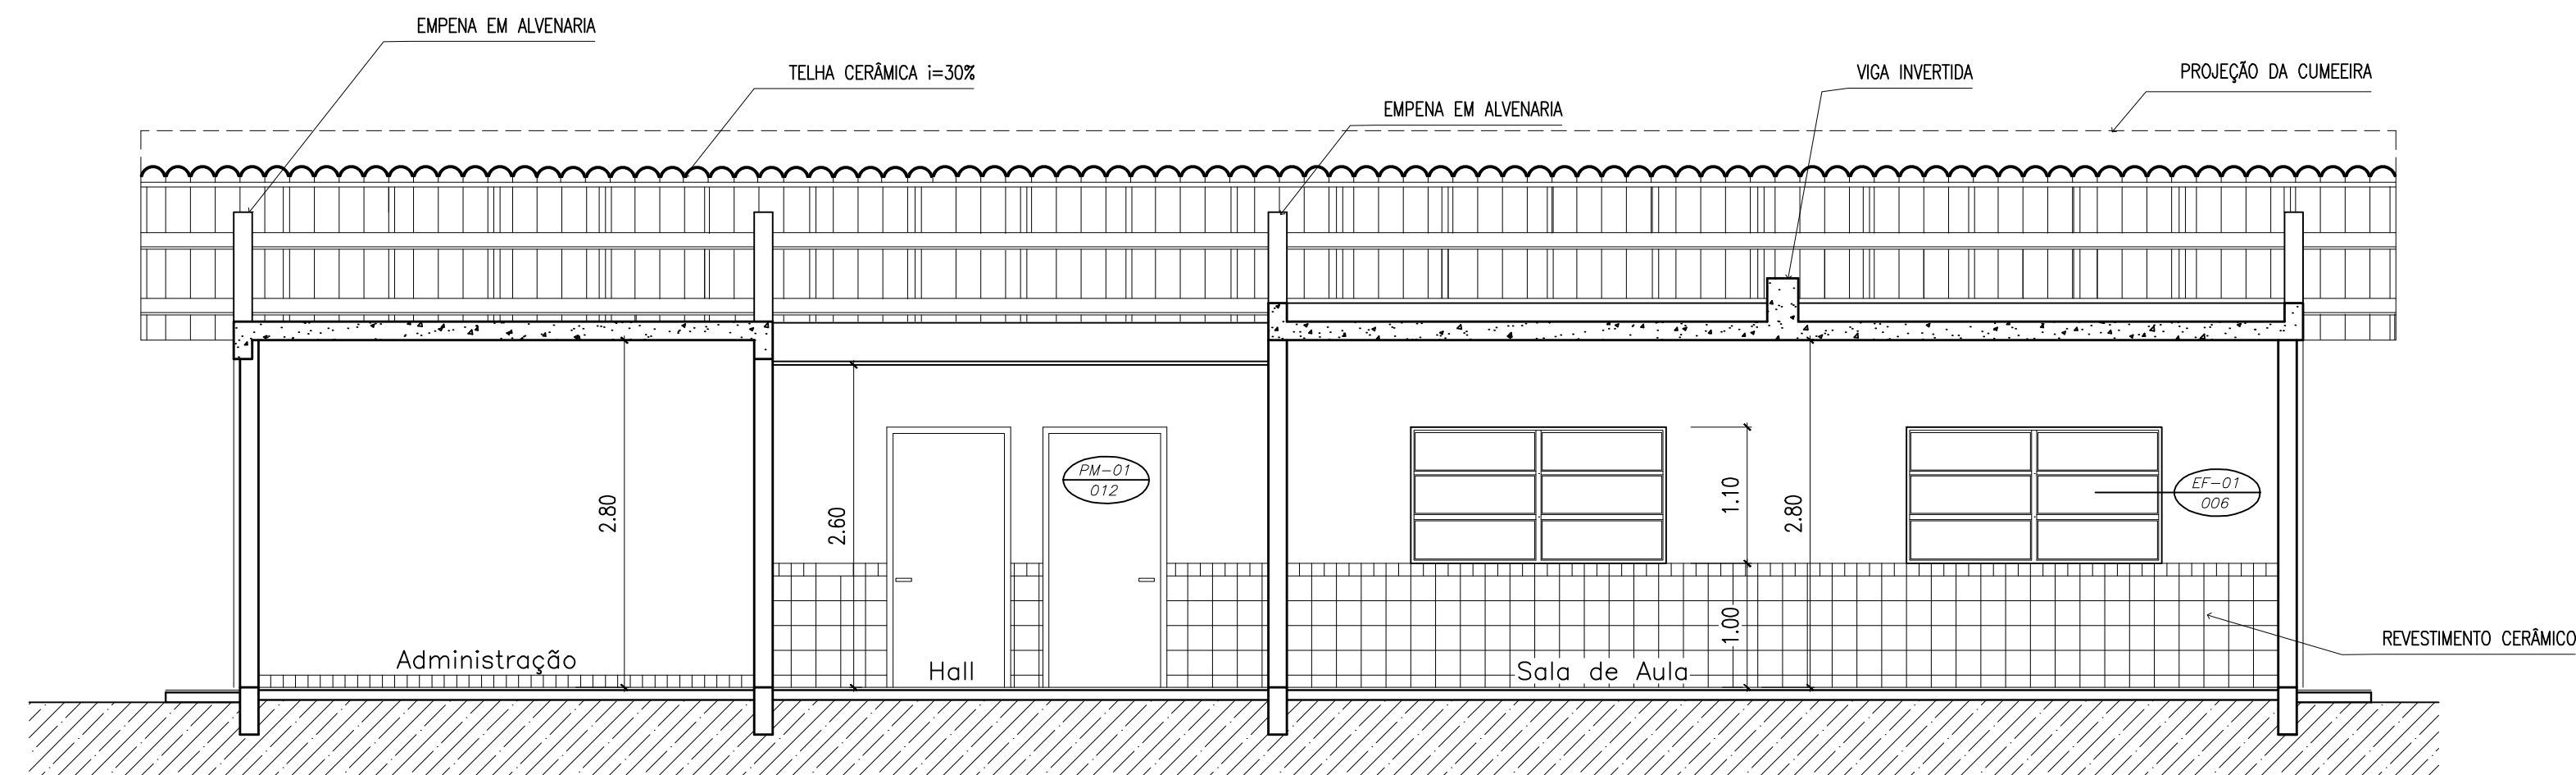 EMPENA EM ALVENARIA
TELHA CERÂMICA i=30%
VIGA INVERTIDA
PROJEÇÃO DA CUMEEIRA
EMPENA EM ALVENARIA
PM-01
012
EF-01
006
2.80
2.60
1.10
2.80
1.00
REVESTIMENTO CERÂMICO
Administração
Hall
Sala de Aula